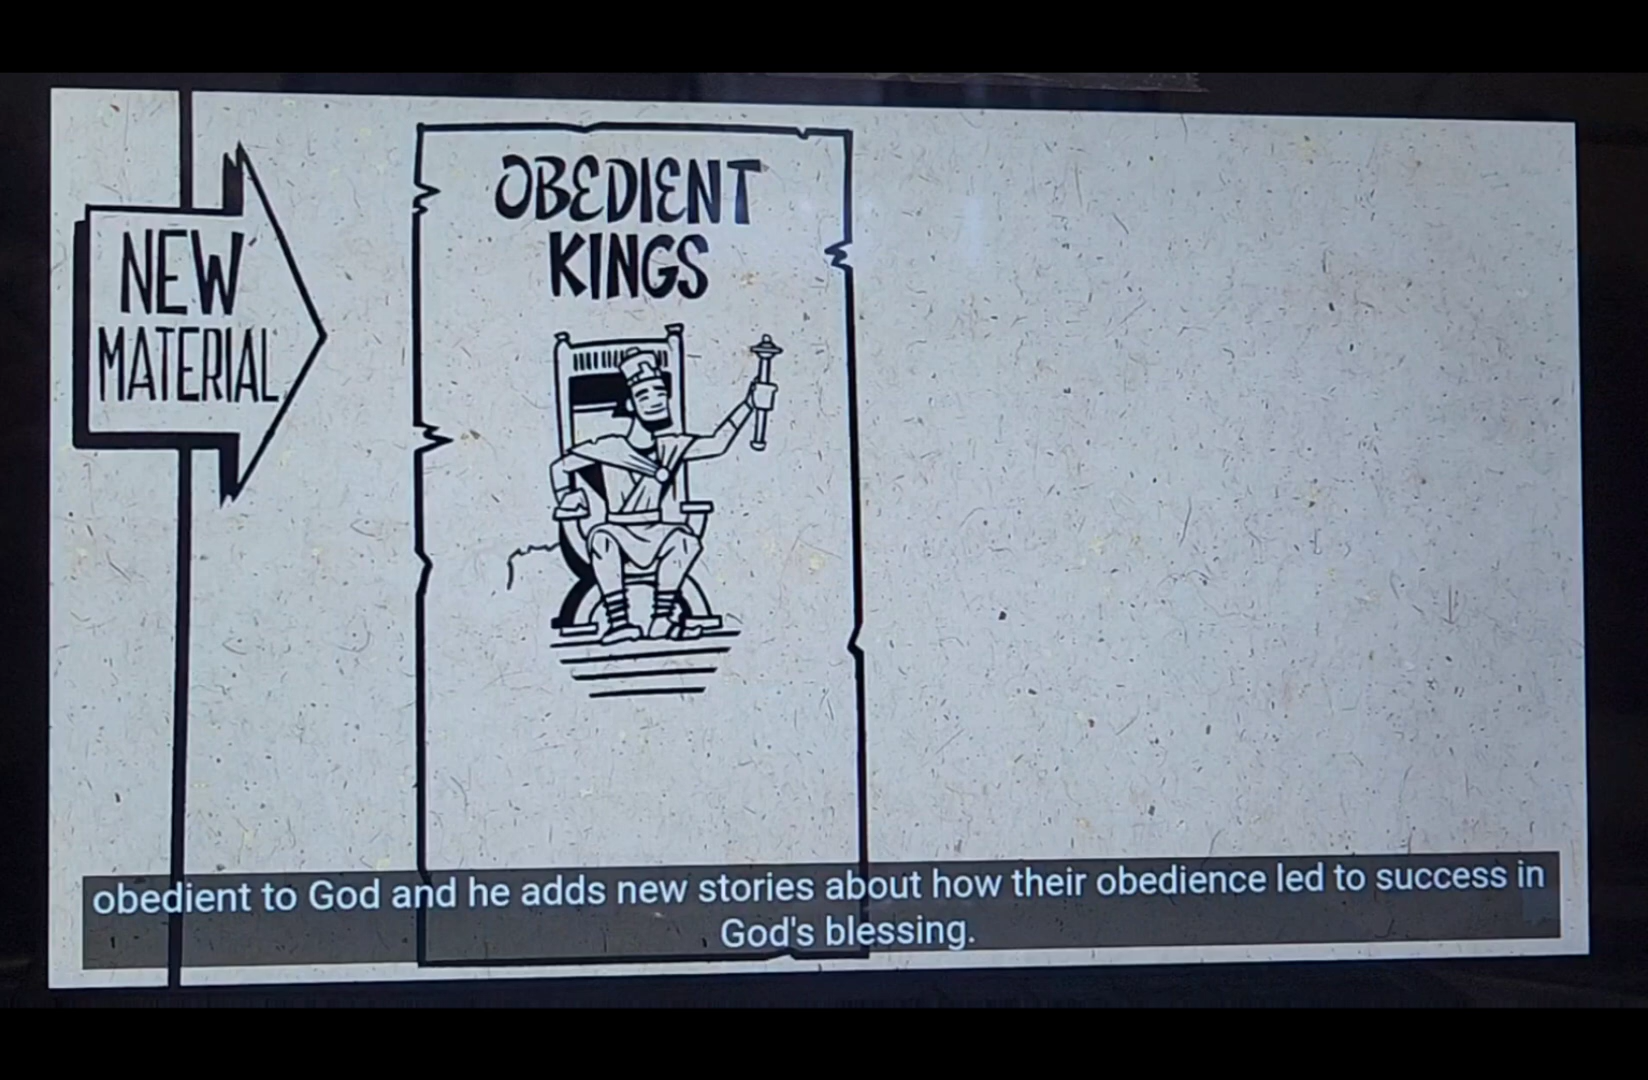 NEW
MATERIAL
OBEDIENT
KINGS
obedient to God and he adds new stories about how their obedience led to success in
God's blessing.